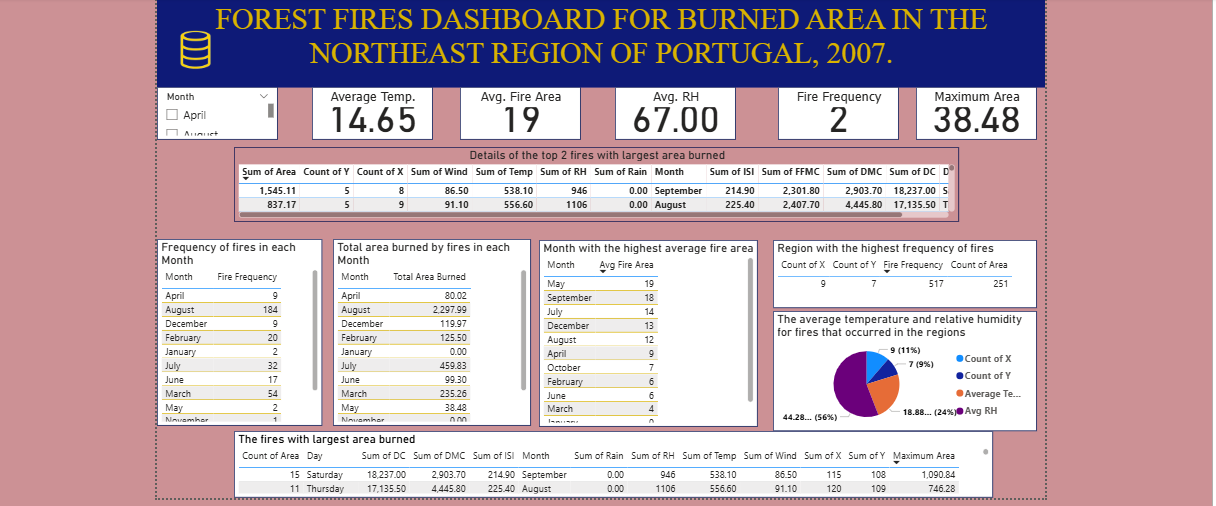 FOREST FIRES DASHBOARD FOR BURNED AREA IN THE
NORTHEAST REGION OF PORTUGAL, 2007.
Month
April
August
Average Temp.
14.65
Avg. Fire Area
19
Avg. RH
67.00
Fire Frequency
2
Maximum Area
38.48
Details of the top 2 fires with largest area burned
Sum of Area Count of Y Count of X Sum of Wind Sum of Temp Sum of RH Sum of Rain Month Sum of ISI Sum of FFMC Sum of DMC Sum of DC D
1,545.11 5 8 86.50 538.10 946 0.00 September 214.90 2,301.80 2,903.70 18,237.00 S
837.17 5 9 91.10 556.60 1106 0.00 August 225.40 2,407.70 4,445.80 17,135.50 T
Frequency of fires in each
Month
Month Fire Frequency
April 9
August 184
December 9
February 20
January 2
July 32
June 17
March 54
May 2
November 1
Total area burned by fires in each
Month
Month Total Area Burned
April 80.02
August 2,297.99
December 119.97
February 125.50
January 0.00
July 459.83
June 99.30
March 235.26
May 38.48
November 0.00
Month with the highest average fire area
Month Avg Fire Area
May 19
September 18
July 14
December 13
August 12
April 9
October 7
February 6
June 6
March 4
January 0
Region with the highest frequency of fires
Count of X Count of Y Fire Frequency Count of Area
9 7 517 251
The average temperature and relative humidity
for fires that occurred in the regions
9 (11%)
7 (9%)
18.88... (24%)
44.28... (56%)
Count of X
Count of Y
Average Te...
Avg RH
The fires with largest area burned
Count of Area Day Sum of DC Sum of DMC Sum of ISI Month Sum of Rain Sum of RH Sum of Temp Sum of Wind Sum of X Sum of Y Maximum Area
15 Saturday 18,237.00 2,903.70 214.90 September 0.00 946 538.10 86.50 115 108 1,090.84
11 Thursday 17,135.50 4,445.80 225.40 August 0.00 1106 556.60 91.10 120 109 746.28